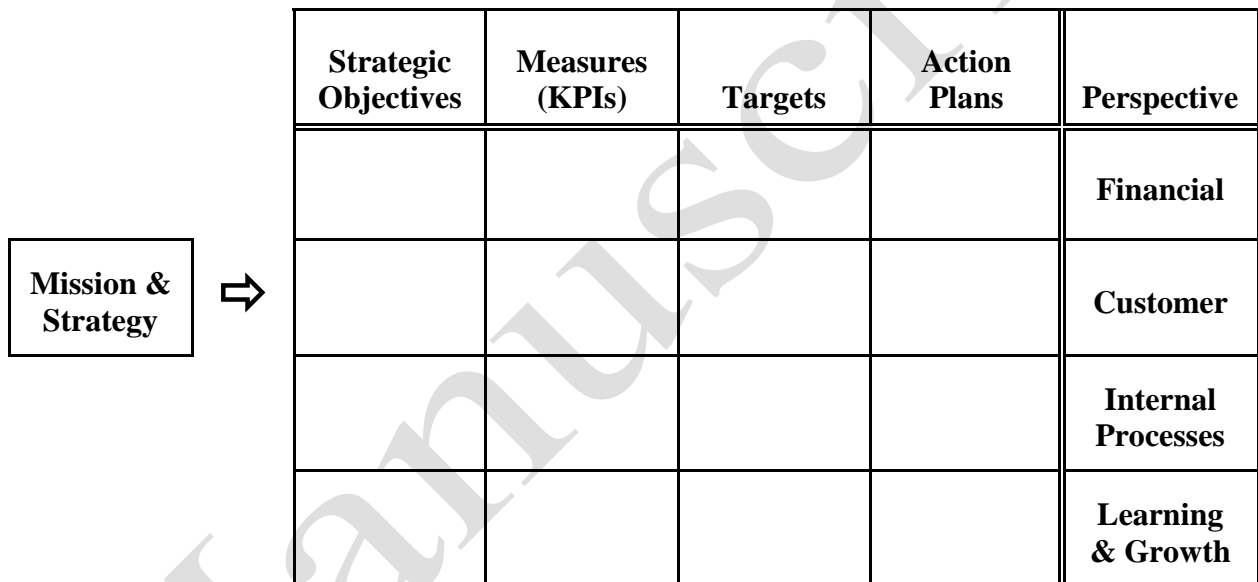 Strategic
Objectives
Measures
(KPIs)
Targets
Action
Plans
Perspective
Financial
Mission &
Strategy
⇨
Customer
Internal
Processes
Learning
& Growth